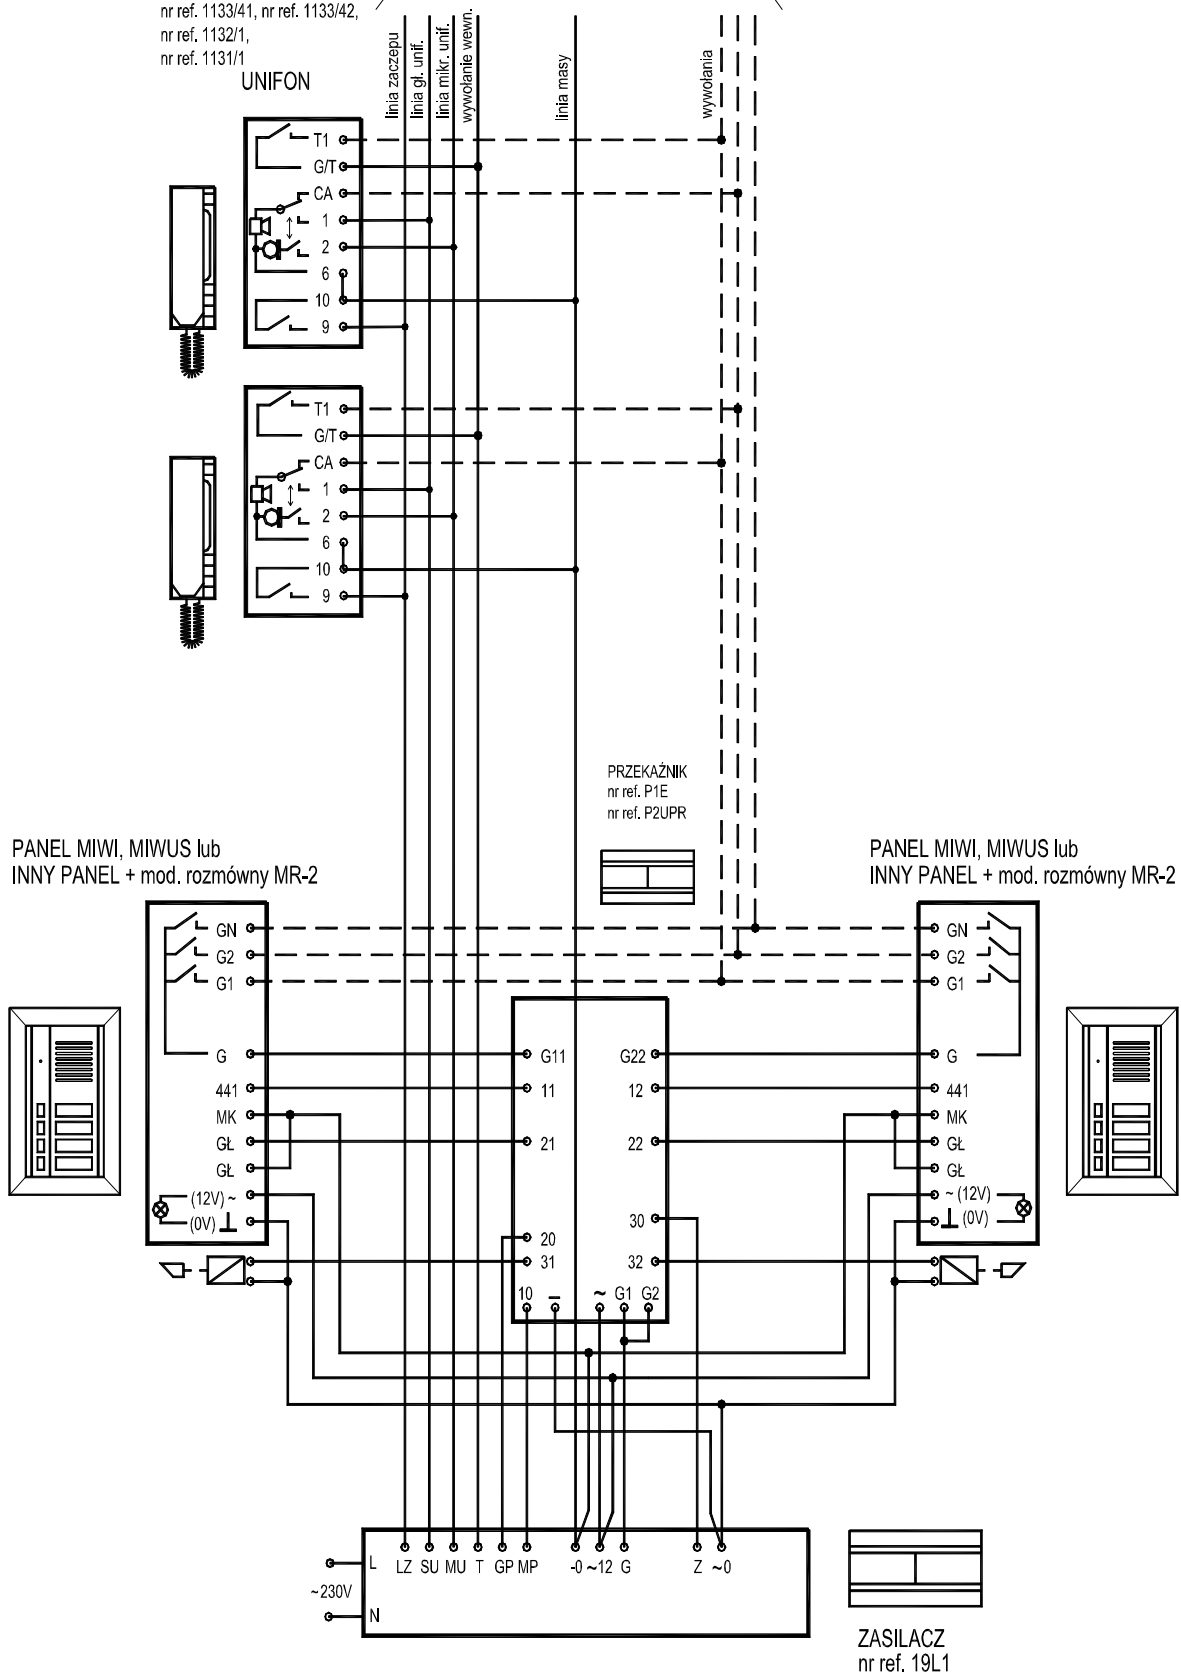 nr ref. 1133/41, nr ref. 1133/42,
nr ref. 1132/1,
nr ref. 1131/1
UNIFON
linia zaczepu
linia gł. unif.
linia mikr. unif.
wywołanie wewn.
linia masy
wywołania
T1
G/T
CA
1
2
6
10
9
T1
G/T
CA
1
2
6
10
9
PRZEKAŹNIK
nr ref. P1E
nr ref. P2UPR
PANEL MIWI, MIWUS lub
INNY PANEL + mod. rozmówny MR-2
PANEL MIWI, MIWUS lub
INNY PANEL + mod. rozmówny MR-2
GN
G2
G1
G
441
MK
GŁ
GŁ
(12V) ~
(0V) ⊥
G11
11
21
20
31
10 – ~ G1 G2
G22
12
22
30
32
GN
G2
G1
G
441
MK
GŁ
GŁ
~ (12V)
⊥ (0V)
L
~230V
N
LZ SU MU T GP MP -0 ~12 G Z ~0
ZASILACZ
nr ref. 19L1